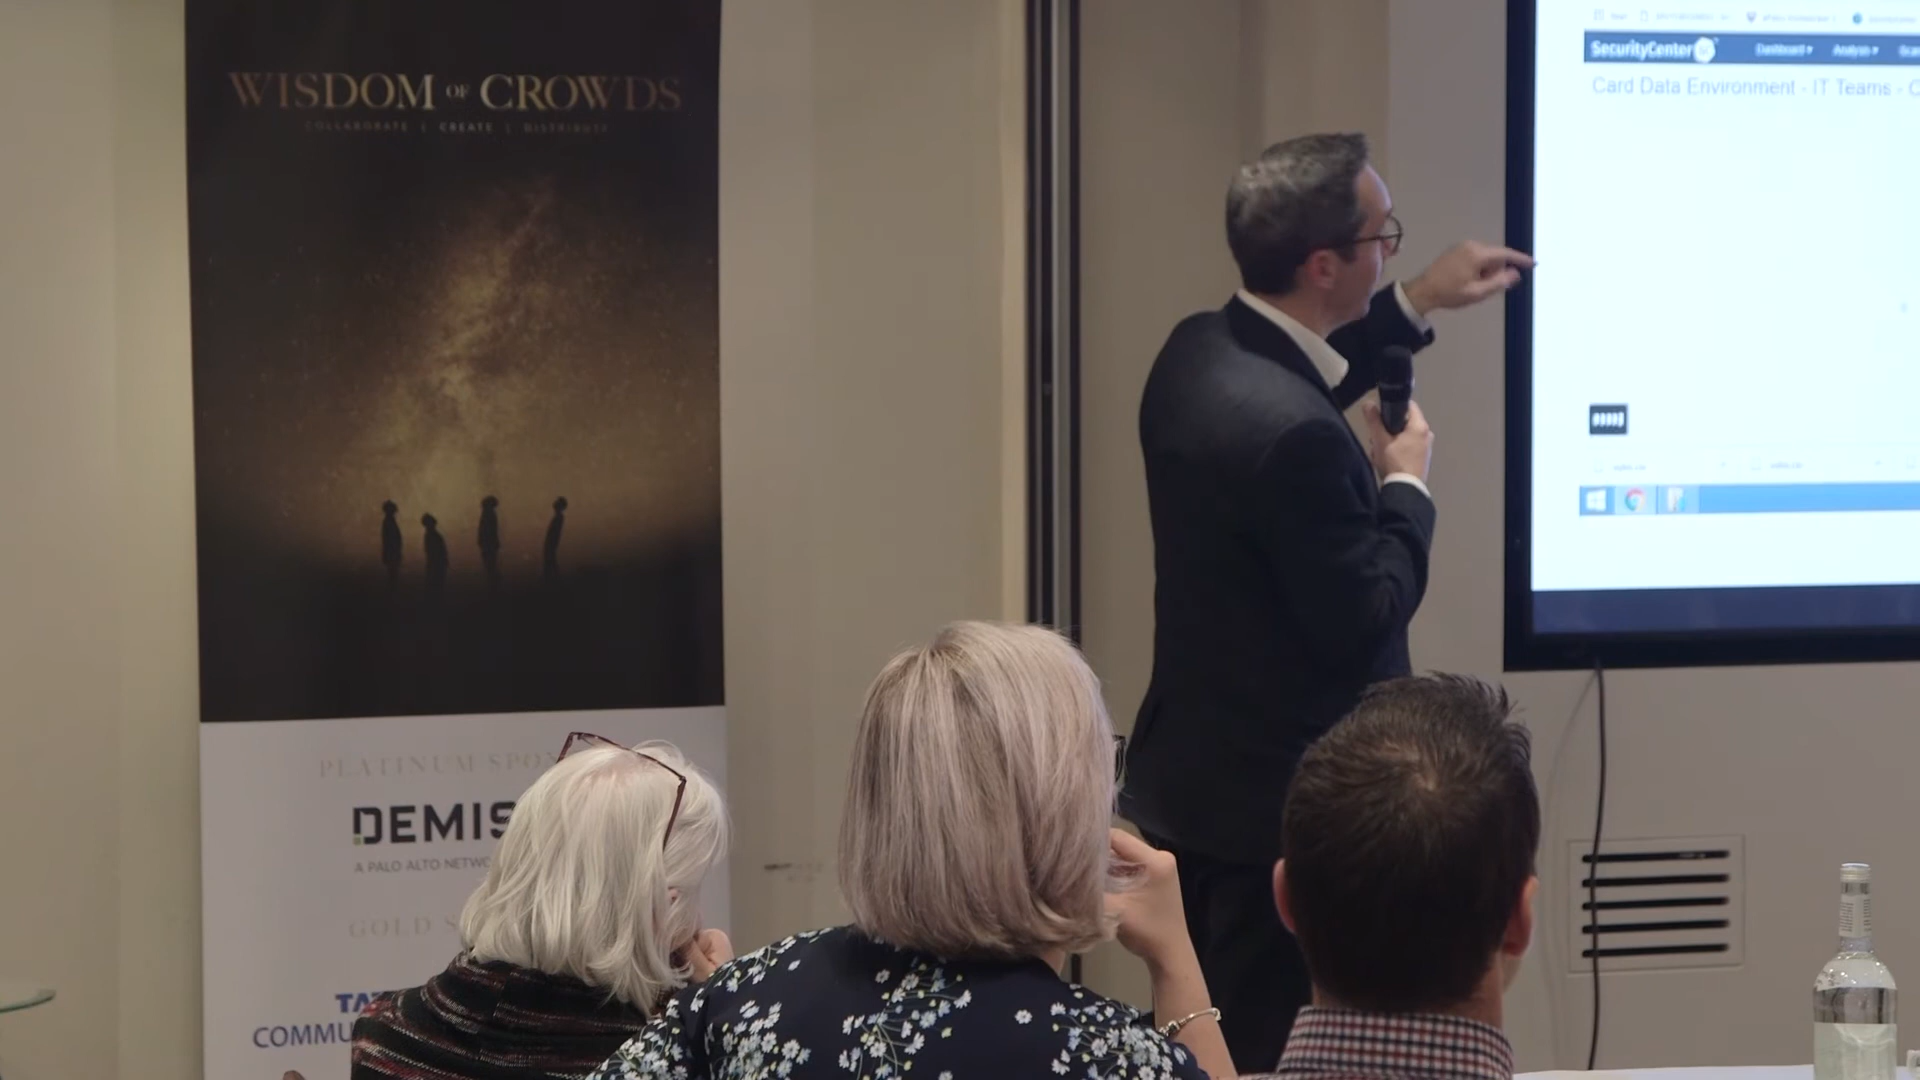 WISDOM OF CROWDS
COLLABORATE | CREATE | DISTRIBUTE
PLATINUM SPON
DEMIS
A PALO ALTO NETWO
GOLD S
TA
COMMU
SecurityCenter
Dashboard
Analysis
Card Data Environment - IT Teams -